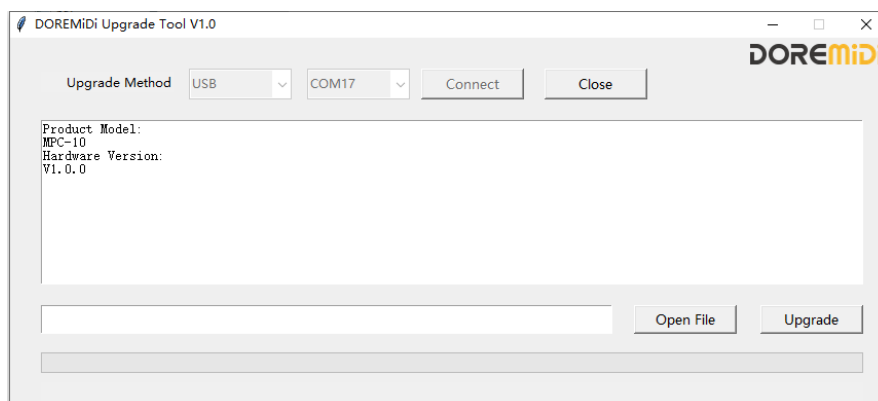 DOREMiDi Upgrade Tool V1.0
DOREMiDi
Upgrade Method USB COM17 Connect Close
Product Model:
MPC-10
Hardware Version:
V1.0.0
Open File Upgrade